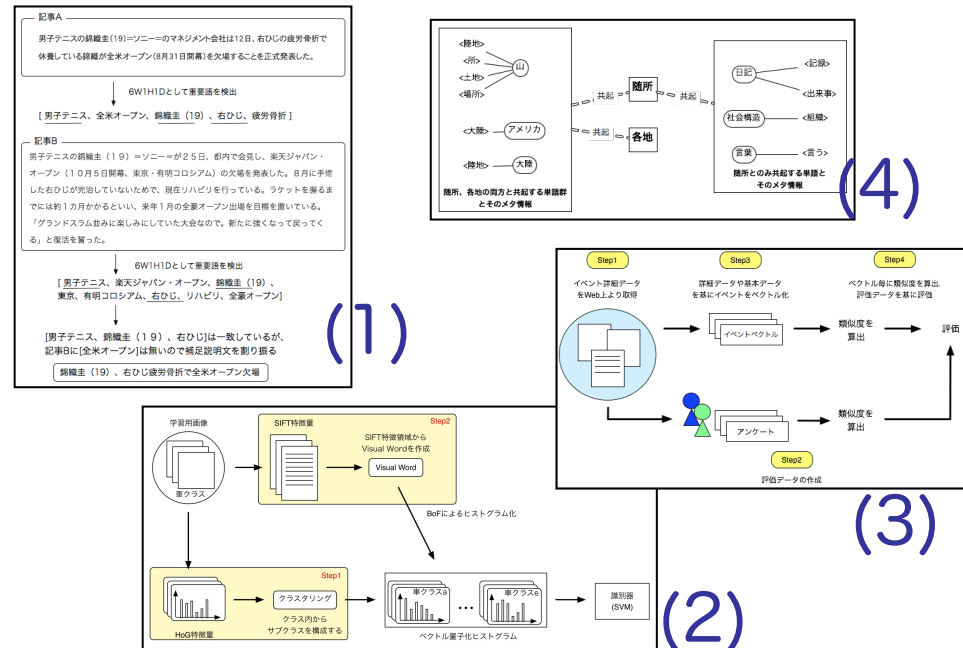 記事A
男子テニスの錦織圭(19)=ソニー=のマネジメント会社は12日、右ひじの疲労骨折で
休養している錦織が全米オープン(8月31日開幕)を欠場することを正式発表した。
6W1H1Dとして重要語を検出
[ 男子テニス、全米オープン、錦織圭（19）、右ひじ、疲労骨折 ]
記事B
男子テニスの錦織圭（１９）＝ソニー＝が２５日、都内で会見し、楽天ジャパン・
オープン（１０月５日開幕、東京・有明コロシアム）の欠場を発表した。８月に手術
した右ひじが完治していないためで、現在リハビリを行っている。ラケットを握るま
でには約１カ月かかるといい、来年１月の全豪オープン出場を目標を置いている。
「グランドスラム並みに楽しみにしていた大会なので。新たに強くなって戻ってく
る」と復活を誓った。
6W1H1Dとして重要語を検出
[ 男子テニス、楽天ジャパン・オープン、錦織圭（19）、
東京、有明コロシアム、右ひじ、リハビリ、全豪オープン]
[男子テニス、錦織圭（１９）、右ひじ]は一致しているが、
記事Bに[全米オープン]は無いので補足説明文を割り振る
錦織圭（19）、右ひじ疲労骨折で全米オープン欠場
(1)
<陸地>
<所>
<土地>
<場所>
山
<大陸>
アメリカ
<陸地>
大陸
随所、各地の両方と共起する単語群
とそのメタ情報
共起
随所
共起
共起
各地
日記
<記録>
<出来事>
社会構造
<組織>
言葉
<言う>
随所とのみ共起する単語と
そのメタ情報
(4)
Step1
イベント詳細データ
をWeb上より取得
Step3
詳細データや基本データ
を基にイベントをベクトル化
Step4
ベクトル毎に類似度を算出,
評価データを基に評価
イベントベクトル
類似度を
算出
評価
アンケート
類似度を
算出
Step2
評価データの作成
(3)
学習用画像
車クラス
SIFT特徴量
Step2
SIFT特徴領域から
Visual Wordを作成
Visual Word
BoFによるヒストグラム化
Step1
HoG特徴量
クラスタリング
クラス内から
サブクラスを構成する
車クラスa
…
車クラスe
ベクトル量子化ヒストグラム
識別器
(SVM)
(2)